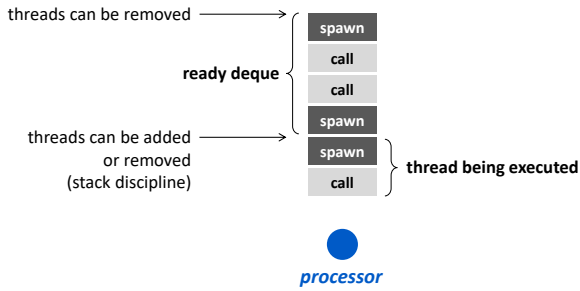 threads can be removed
spawn
call
ready deque
call
spawn
threads can be added
or removed
(stack discipline)
spawn
thread being executed
call
processor